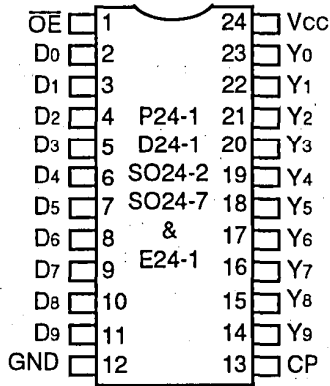 OE 1 24 Vcc
D0 2 23 Y0
D1 3 22 Y1
D2 4 P24-1 21 Y2
D3 5 D24-1 20 Y3
D4 6 SO24-2 19 Y4
D5 7 SO24-7 18 Y5
D6 8 & 17 Y6
D7 9 E24-1 16 Y7
D8 10 15 Y8
D9 11 14 Y9
GND 12 13 CP